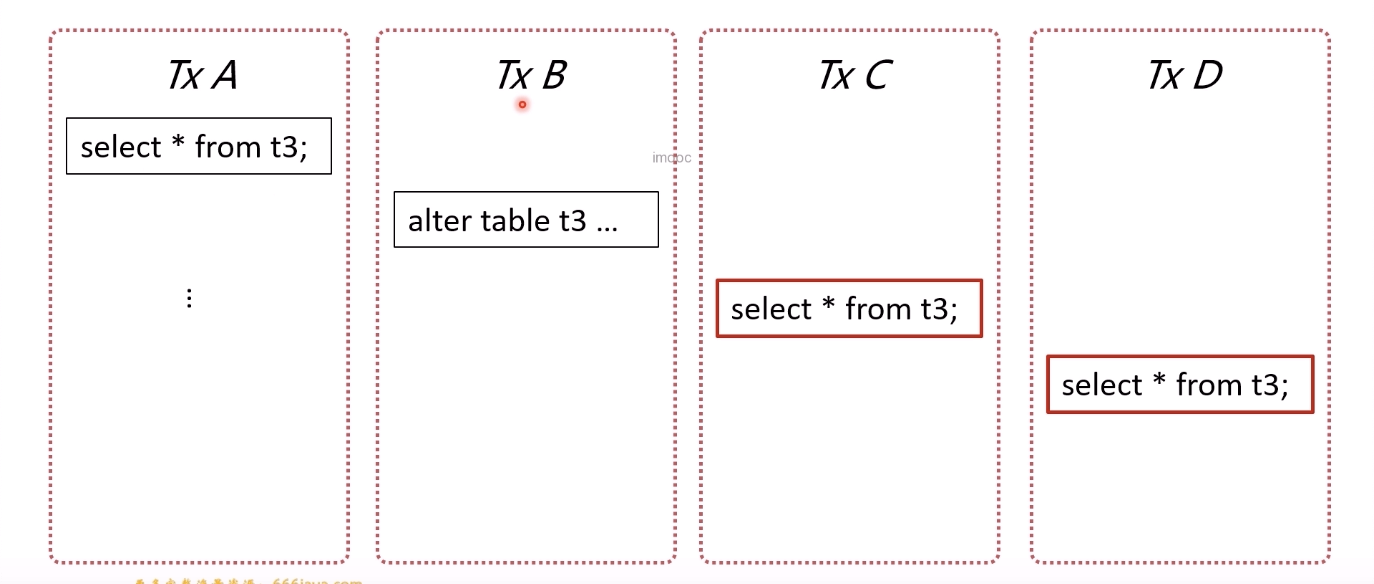 Tx A
Tx B
Tx C
Tx D
select * from t3;
imooc
alter table t3 ...
⋮
select * from t3;
select * from t3;
666java.com